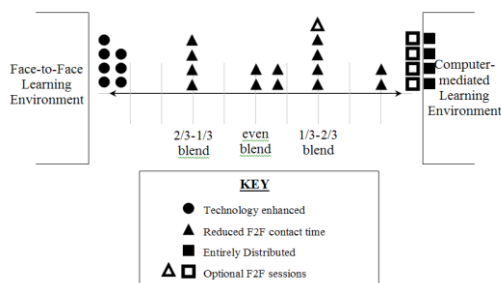 Face-to-Face
Learning
Environment
Computer-
mediated Learning
Environment
2/3-1/3
blend
even
blend
1/3-2/3
blend
KEY
Technology enhanced
Reduced F2F contact time
Entirely Distributed
Optional F2F sessions